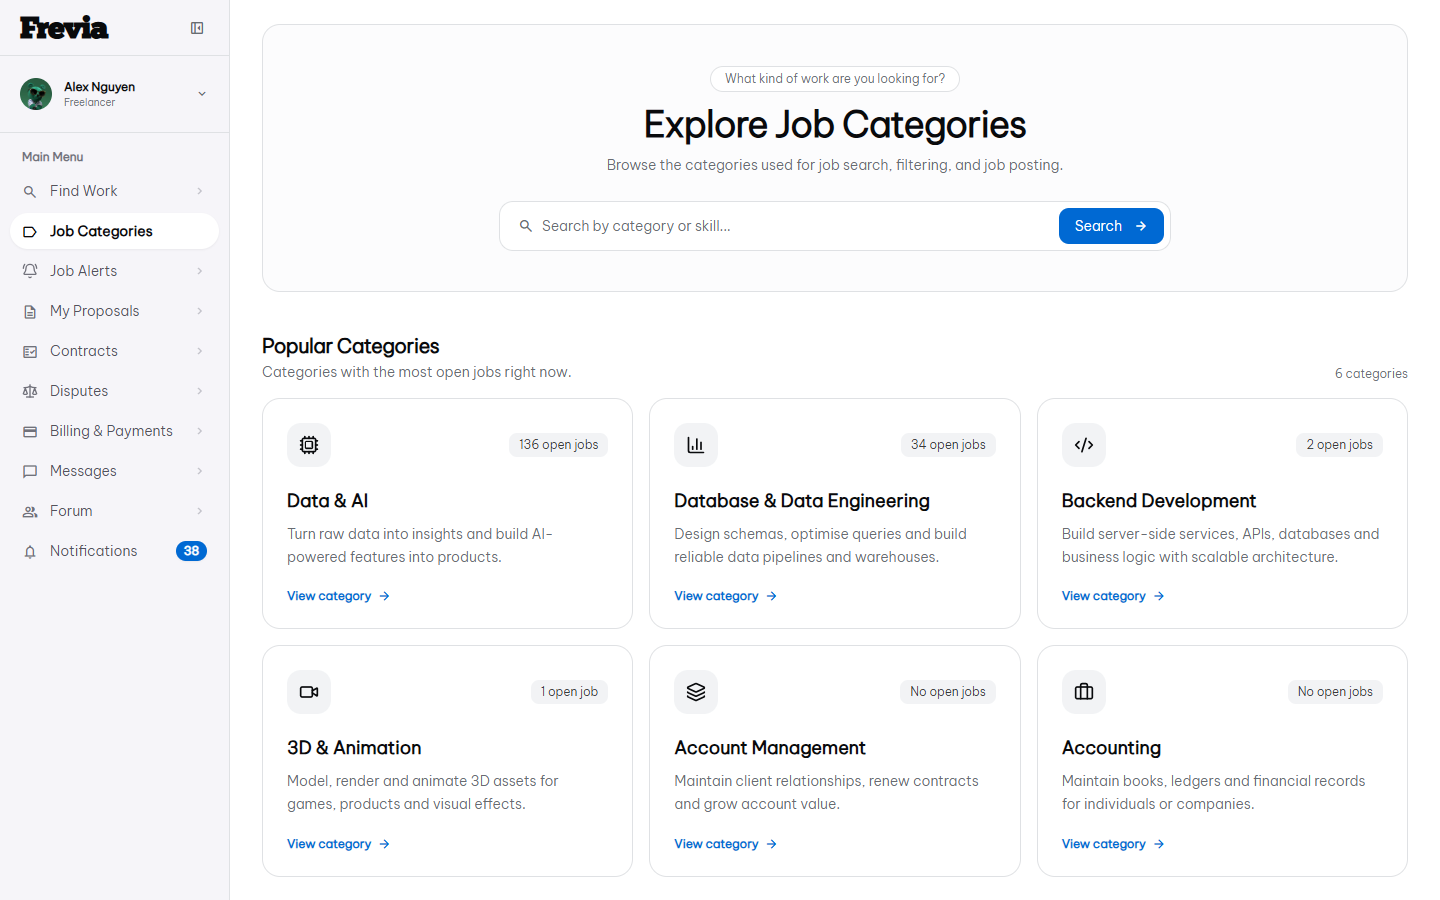 Frevia
Alex Nguyen
Freelancer
Main Menu
Find Work
Job Categories
Job Alerts
My Proposals
Contracts
Disputes
Billing & Payments
Messages
Forum
Notifications
38
What kind of work are you looking for?
Explore Job Categories
Browse the categories used for job search, filtering, and job posting.
Search by category or skill...
Search
Popular Categories
Categories with the most open jobs right now.
6 categories
136 open jobs
Data & AI
Turn raw data into insights and build AI-
powered features into products.
View category
34 open jobs
Database & Data Engineering
Design schemas, optimise queries and build
reliable data pipelines and warehouses.
View category
2 open jobs
Backend Development
Build server-side services, APIs, databases and
business logic with scalable architecture.
View category
1 open job
3D & Animation
Model, render and animate 3D assets for
games, products and visual effects.
View category
No open jobs
Account Management
Maintain client relationships, renew contracts
and grow account value.
View category
No open jobs
Accounting
Maintain books, ledgers and financial records
for individuals or companies.
View category